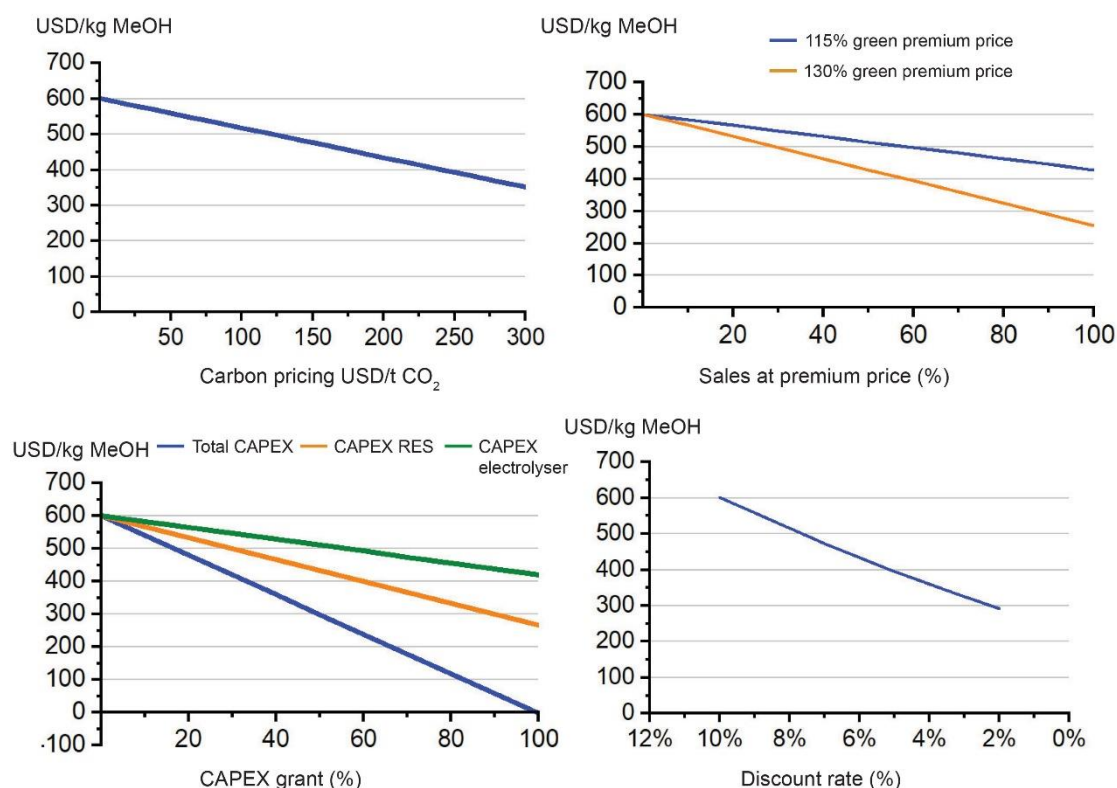 USD/kg MeOH
700
600
500
400
300
200
100
0
50 100 150 200 250 300
Carbon pricing USD/t CO₂
USD/kg MeOH
115% green premium price
130% green premium price
700
600
500
400
300
200
100
0
20 40 60 80 100
Sales at premium price (%)
USD/kg MeOH
Total CAPEX CAPEX RES CAPEX
electrolyser
700
600
500
400
300
200
100
0
.100
20 40 60 80 100
CAPEX grant (%)
USD/kg MeOH
700
600
500
400
300
200
100
0
12% 10% 8% 6% 4% 2% 0%
Discount rate (%)